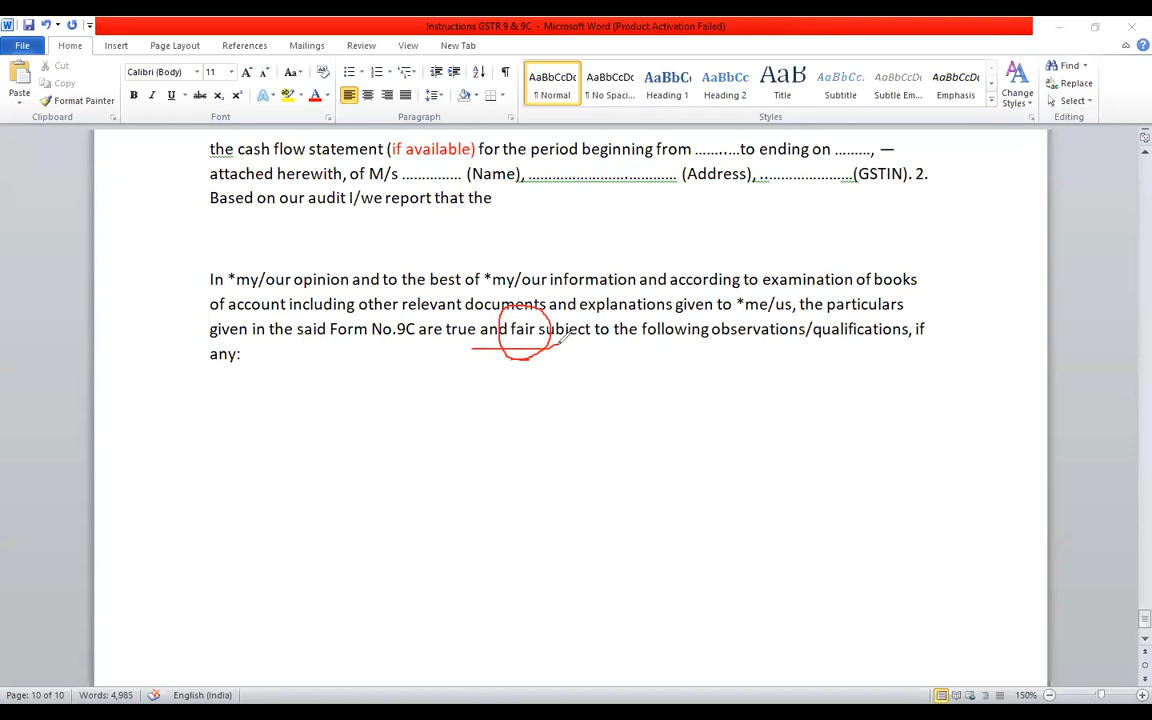 Instructions GSTR 9 & 9C - Microsoft Word (Product Activation Failed)
File Home Insert Page Layout References Mailings Review View New Tab
Paste
Cut
Copy
Format Painter
Clipboard
Calibri (Body) 11
Font
Paragraph
AaBbCcDc AaBbCcDc AaBbC AaBbCc AaB AaBbCc. AaBbCcDc AaBbCcDc
¶ Normal ¶ No Spaci... Heading 1 Heading 2 Title Subtitle Subtle Em... Emphasis
Styles
Change
Styles
Find
Replace
Select
Editing
the cash flow statement (if available) for the period beginning from ……..…to ending on ………, —
attached herewith, of M/s …………… (Name), …………………….………… (Address), ..…………………(GSTIN). 2.
Based on our audit I/we report that the
In *my/our opinion and to the best of *my/our information and according to examination of books
of account including other relevant documents and explanations given to *me/us, the particulars
given in the said Form No.9C are true and fair subject to the following observations/qualifications, if
any:
Page: 10 of 10 Words: 4,985 English (India) 150%